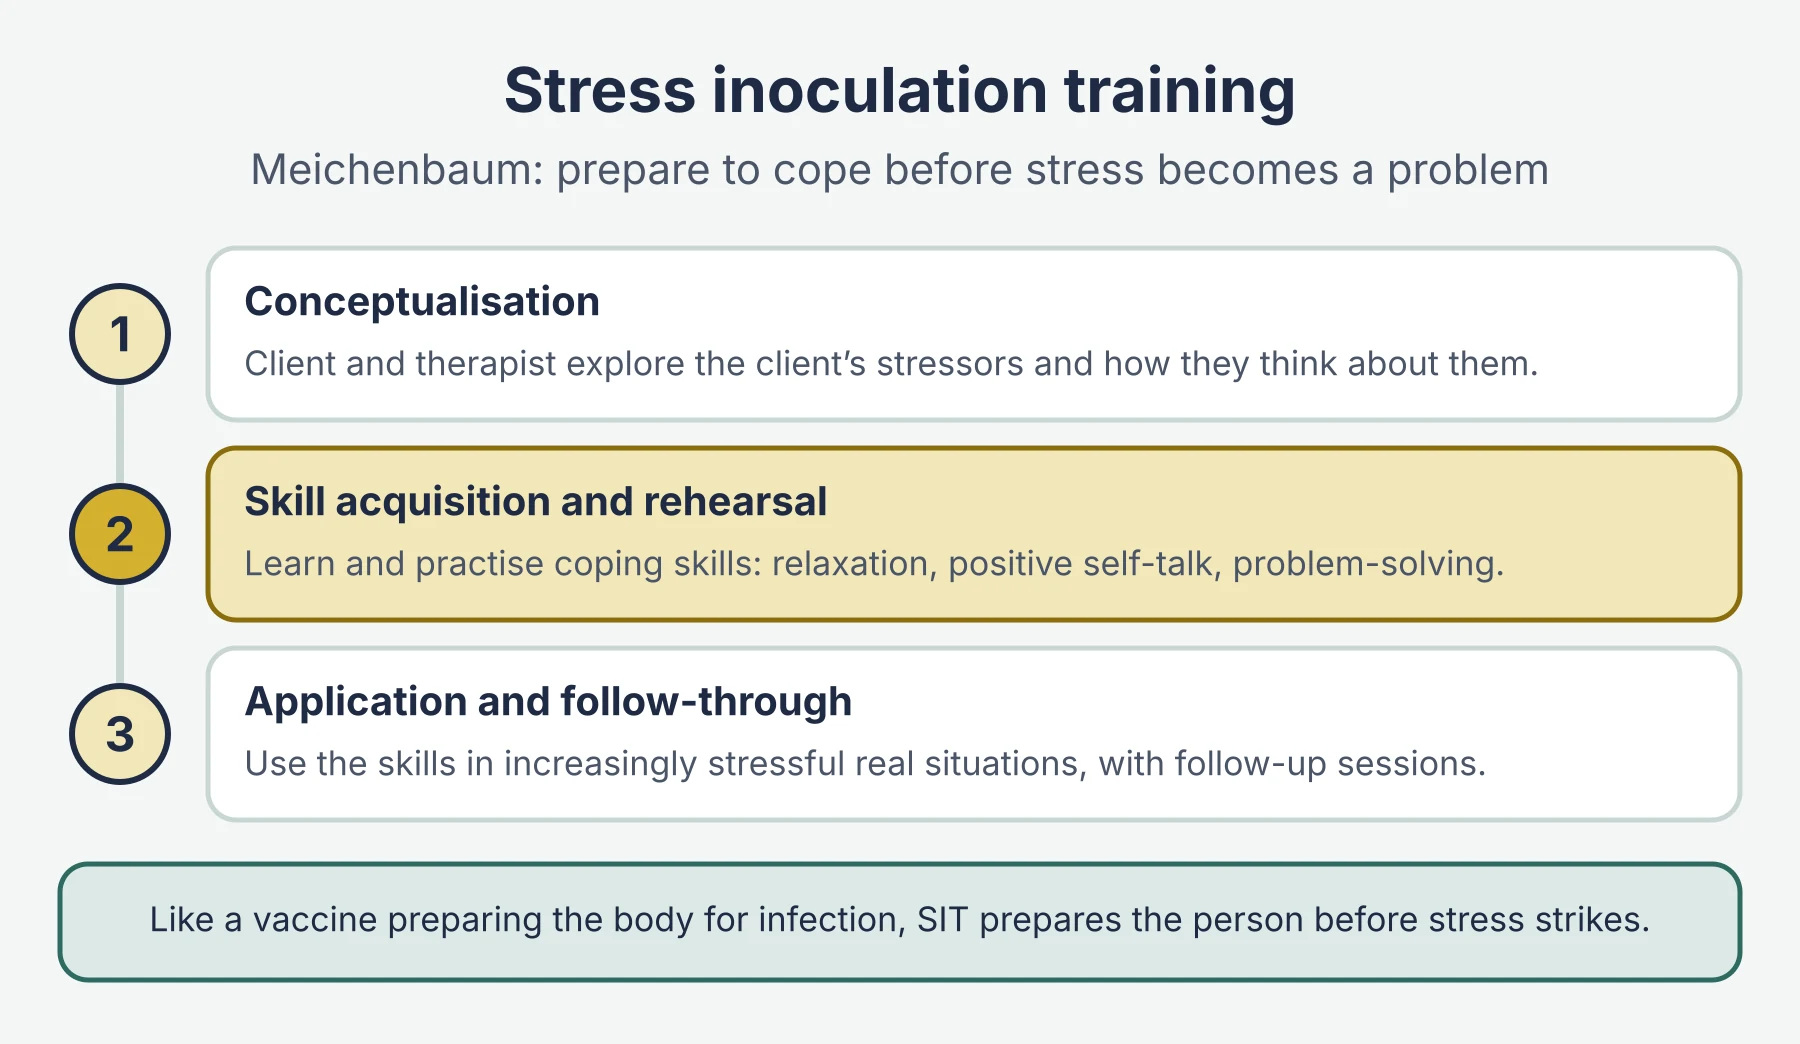 Stress inoculation training
Meichenbaum: prepare to cope before stress becomes a problem
1
Conceptualisation
Client and therapist explore the client’s stressors and how they think about them.
2
Skill acquisition and rehearsal
Learn and practise coping skills: relaxation, positive self-talk, problem-solving.
3
Application and follow-through
Use the skills in increasingly stressful real situations, with follow-up sessions.
Like a vaccine preparing the body for infection, SIT prepares the person before stress strikes.